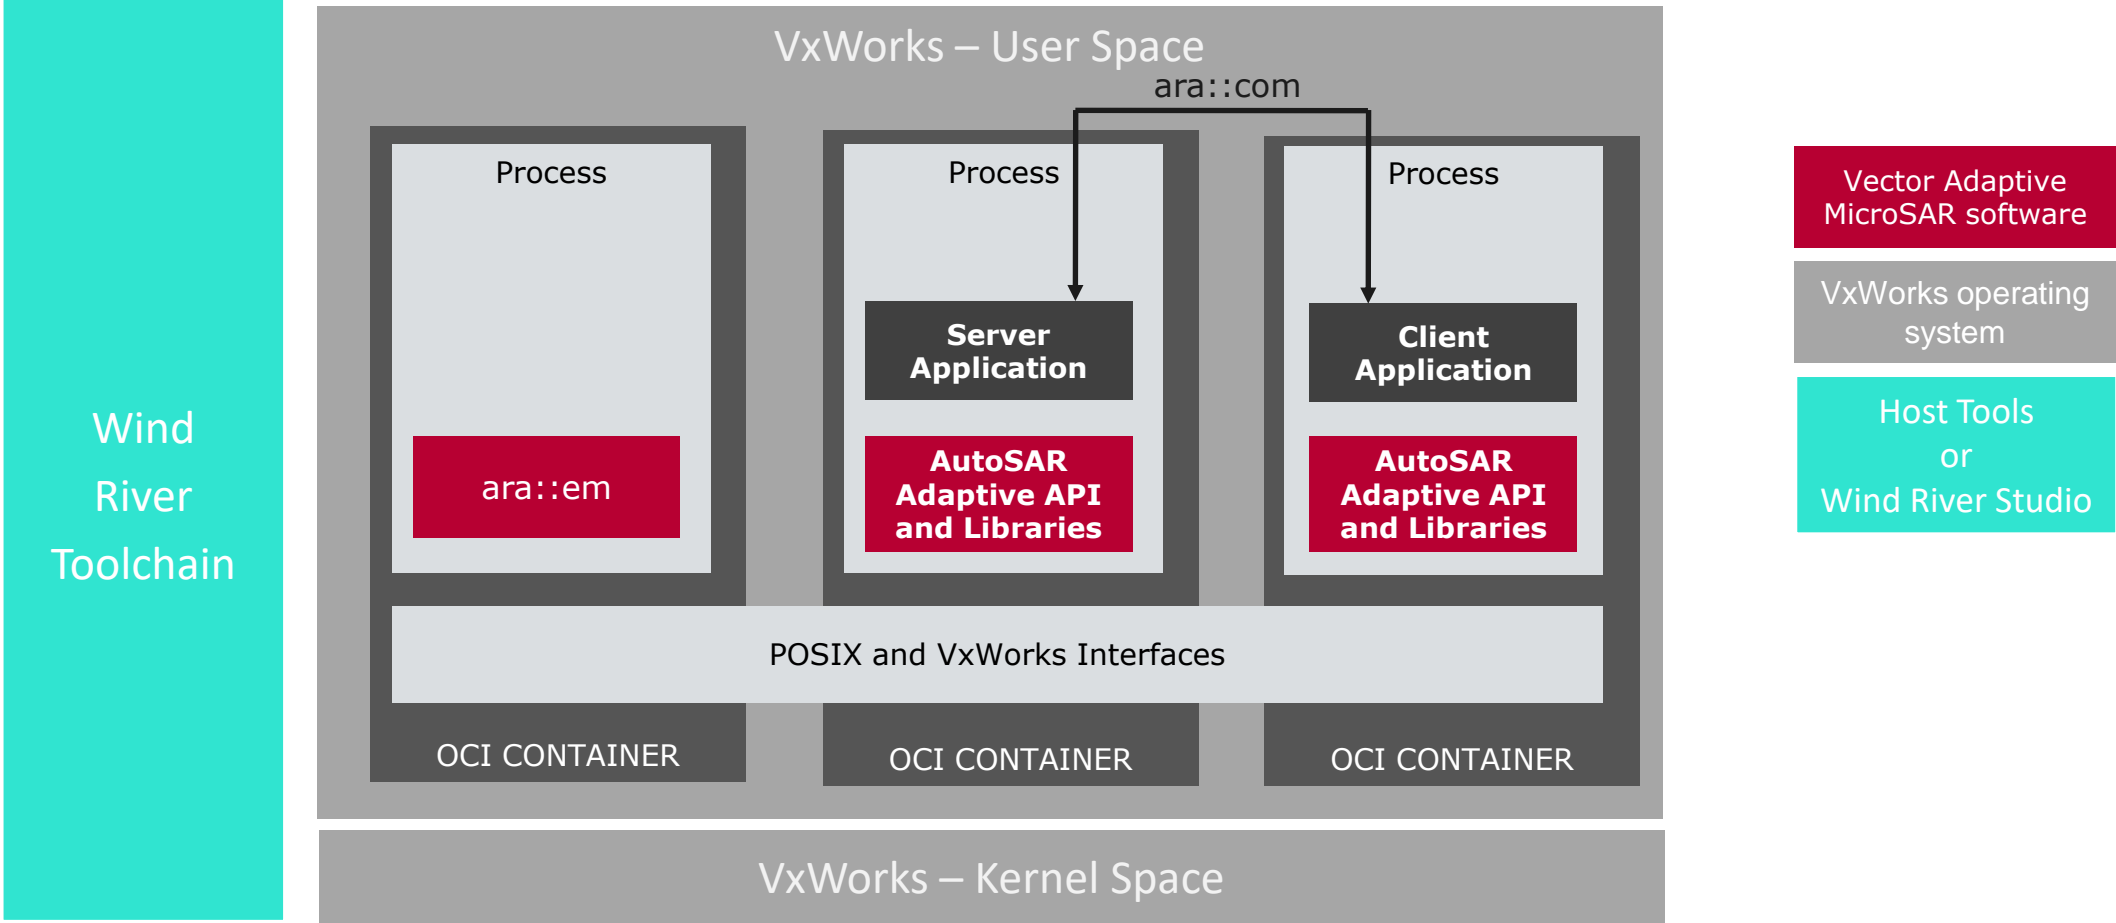 VxWorks – User Space
ara::com
Process
Process
Process
Server
Application
Client
Application
ara::em
AutoSAR
Adaptive API
and Libraries
AutoSAR
Adaptive API
and Libraries
POSIX and VxWorks Interfaces
OCI CONTAINER
OCI CONTAINER
OCI CONTAINER
VxWorks – Kernel Space
Wind
River
Toolchain
Vector Adaptive
MicroSAR software
VxWorks operating
system
Host Tools
or
Wind River Studio